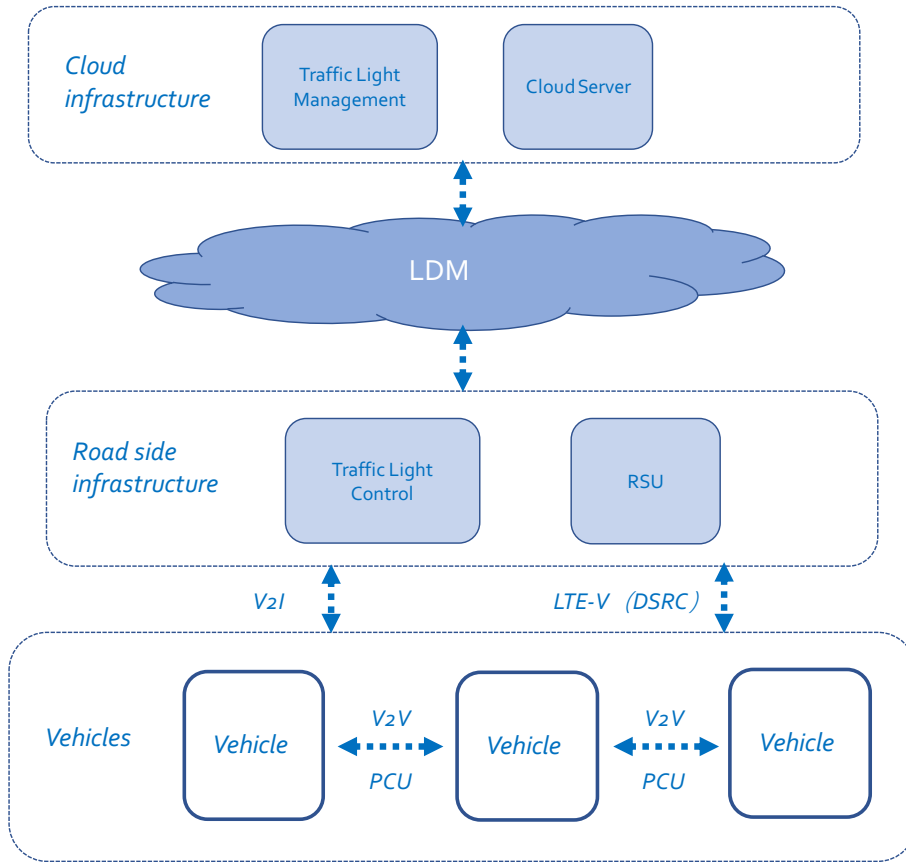 Cloud
infrastructure
Traffic Light
Management
Cloud Server
LDM
Road side
infrastructure
Traffic Light
Control
RSU
V2I
LTE-V（DSRC）
Vehicles
Vehicle
V2V
PCU
Vehicle
V2V
PCU
Vehicle